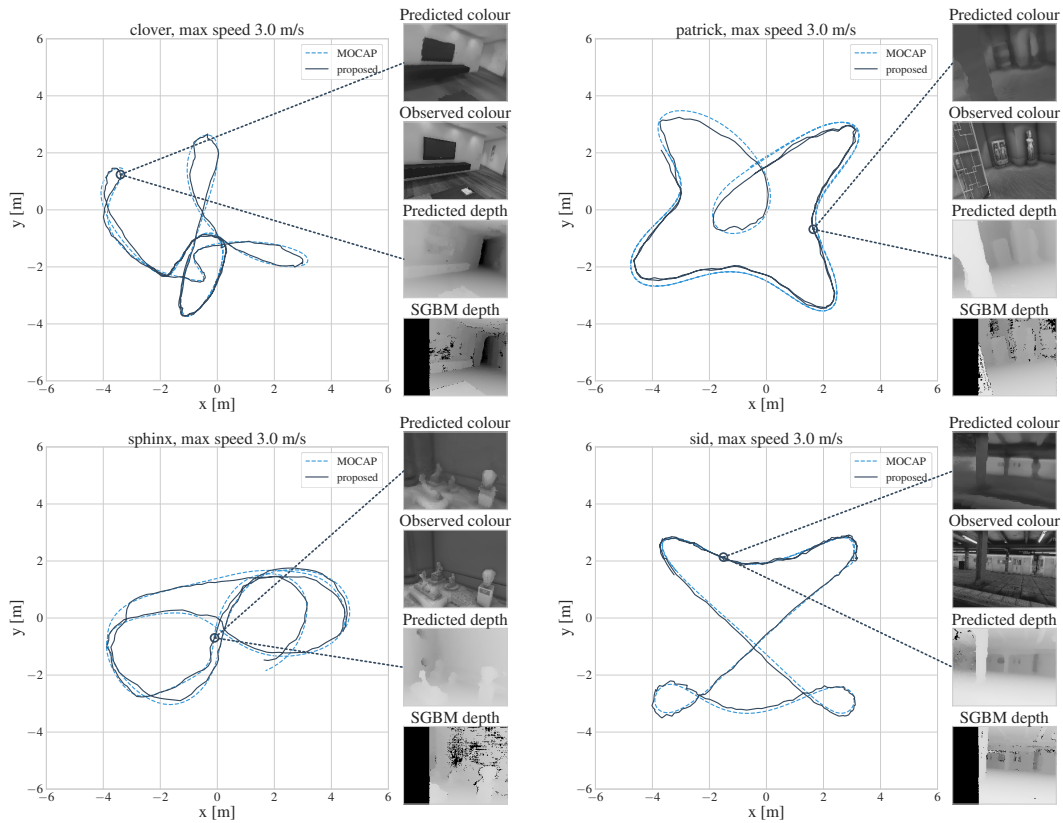 clover, max speed 3.0 m/s
MOCAP
proposed
6
4
2
0
−2
−4
−6
y [m]
−6 −4 −2 0 2 4 6
x [m]
Predicted colour
Observed colour
Predicted depth
SGBM depth
patrick, max speed 3.0 m/s
MOCAP
proposed
6
4
2
0
−2
−4
−6
y [m]
−6 −4 −2 0 2 4 6
x [m]
Predicted colour
Observed colour
Predicted depth
SGBM depth
sphinx, max speed 3.0 m/s
MOCAP
proposed
6
4
2
0
−2
−4
−6
y [m]
−6 −4 −2 0 2 4 6
x [m]
Predicted colour
Observed colour
Predicted depth
SGBM depth
sid, max speed 3.0 m/s
MOCAP
proposed
6
4
2
0
−2
−4
−6
y [m]
−6 −4 −2 0 2 4 6
x [m]
Predicted colour
Observed colour
Predicted depth
SGBM depth